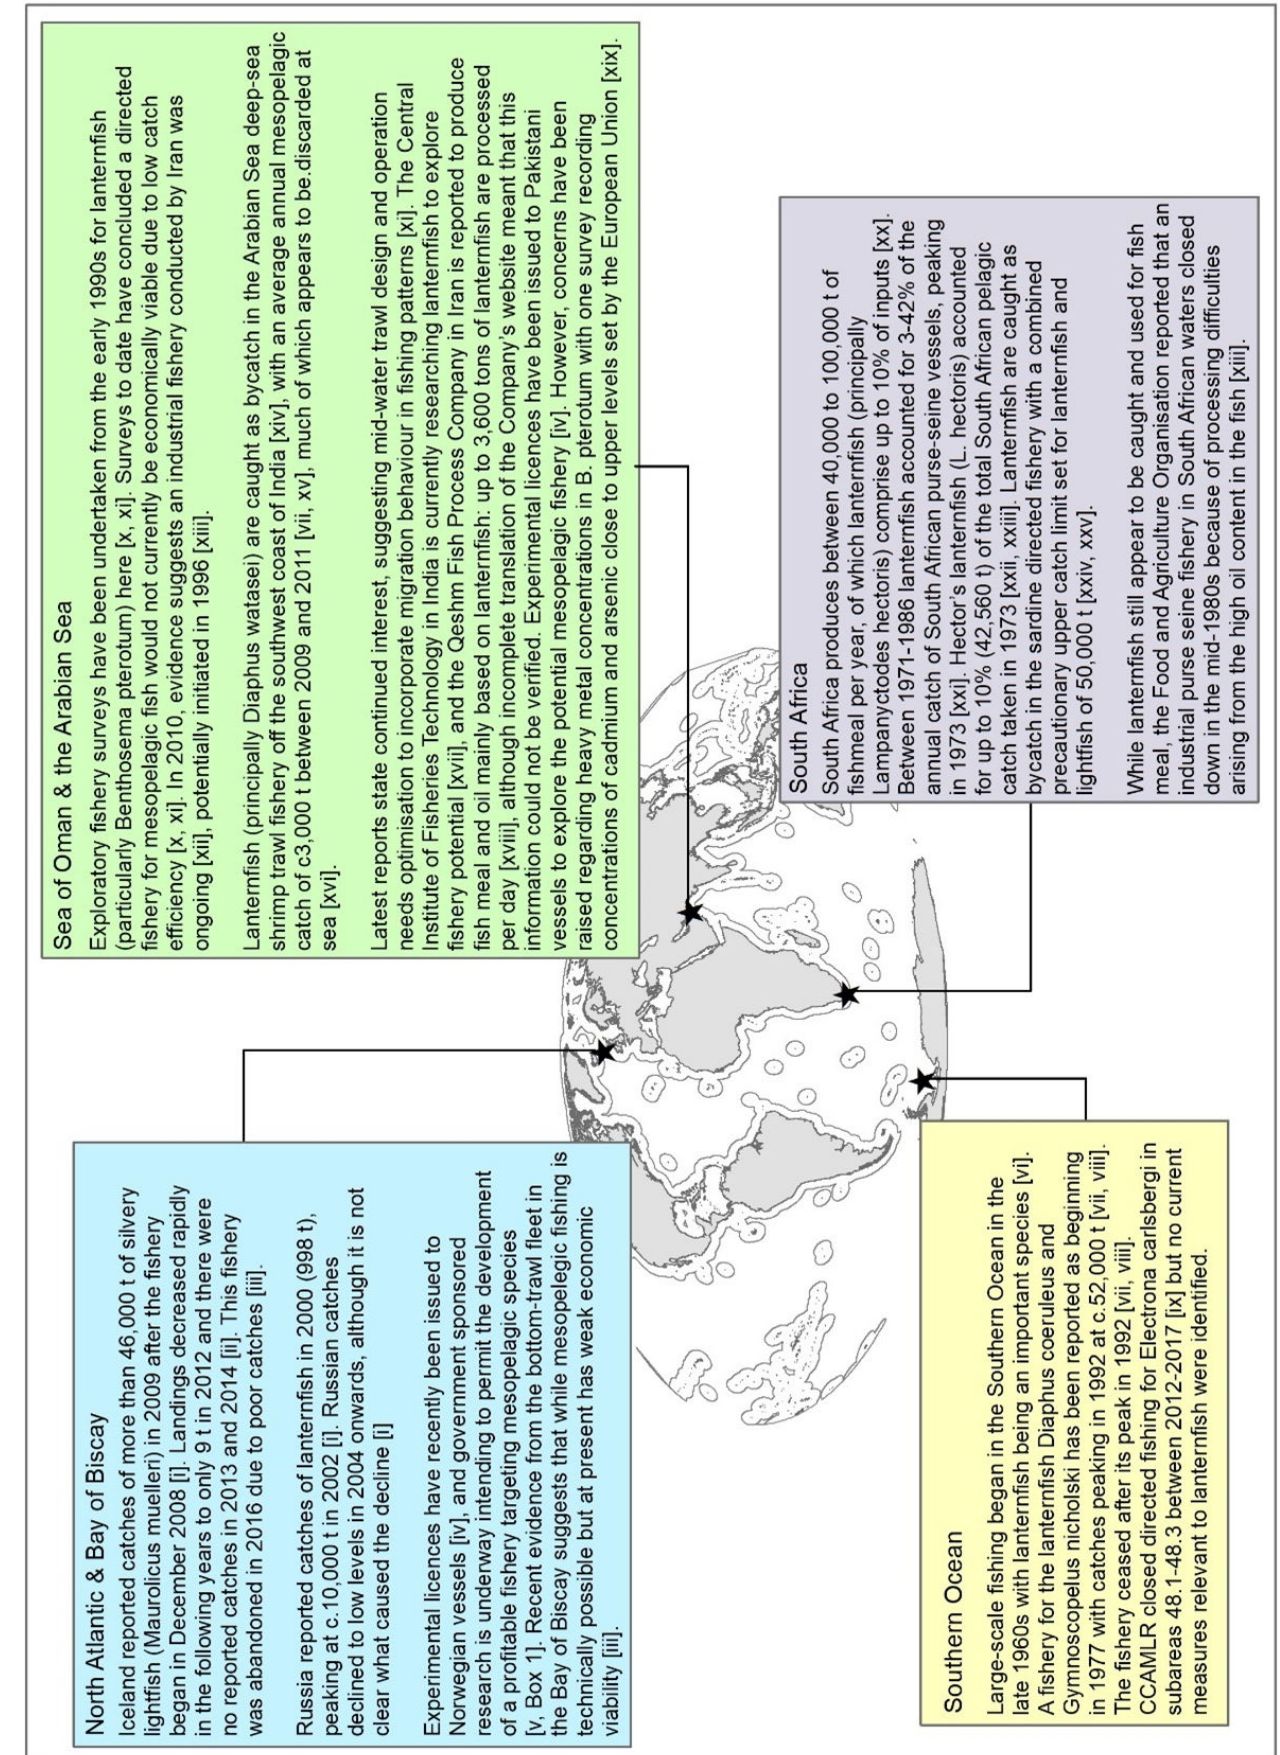 North Atlantic & Bay of Biscay
Iceland reported catches of more than 46,000 t of silvery
lightfish (Maurolicus muelleri) in 2009 after the fishery
began in December 2008 [i]. Landings decreased rapidly
in the following years to only 9 t in 2012 and there were
no reported catches in 2013 and 2014 [ii]. This fishery
was abandoned in 2016 due to poor catches [iii].
Russia reported catches of lanternfish in 2000 (998 t),
peaking at c.10,000 t in 2002 [i]. Russian catches
declined to low levels in 2004 onwards, although it is not
clear what caused the decline [i]
Experimental licences have recently been issued to
Norwegian vessels [iv], and government sponsored
research is underway intending to permit the development
of a profitable fishery targeting mesopelagic species
[v, Box 1]. Recent evidence from the bottom-trawl fleet in
the Bay of Biscay suggests that while mesopelegic fishing is
technically possible but at present has weak economic
viability [iii].
Sea of Oman & the Arabian Sea
Exploratory fishery surveys have been undertaken from the early 1990s for lanternfish
(particularly Benthosema pterotum) here [x, xi]. Surveys to date have concluded a directed
fishery for mesopelagic fish would not currently be economically viable due to low catch
efficiency [x, xi]. In 2010, evidence suggests an industrial fishery conducted by Iran was
ongoing [xii], potentially initiated in 1996 [xiii].
Lanternfish (principally Diaphus watasei) are caught as bycatch in the Arabian Sea deep-sea
shrimp trawl fishery off the southwest coast of India [xiv], with an average annual mesopelagic
catch of c3,000 t between 2009 and 2011 [vii, xv], much of which appears to be.discarded at
sea [xvi].
Latest reports state continued interest, suggesting mid-water trawl design and operation
needs optimisation to incorporate migration behaviour in fishing patterns [xi]. The Central
Institute of Fisheries Technology in India is currently researching lanternfish to explore
fishery potential [xvii], and the Qeshm Fish Process Company in Iran is reported to produce
fish meal and oil mainly based on lanternfish: up to 3,600 tons of lanternfish are processed
per day [xviii], although incomplete translation of the Company's website meant that this
information could not be verified. Experimental licences have been issued to Pakistani
vessels to explore the potential mesopelagic fishery [iv]. However, concerns have been
raised regarding heavy metal concentrations in B. pterotum with one survey recording
concentrations of cadmium and arsenic close to upper levels set by the European Union [xix].
Southern Ocean
Large-scale fishing began in the Southern Ocean in the
late 1960s with lanternfish being an important species [vi].
A fishery for the lanternfish Diaphus coeruleus and
Gymnoscopelus nicholski has been reported as beginning
in 1977 with catches peaking in 1992 at c.52,000 t [vii, viii].
The fishery ceased after its peak in 1992 [vii, viii].
CCAMLR closed directed fishing for Electrona carlsbergi in
subareas 48.1-48.3 between 2012-2017 [ix] but no current
measures relevant to lanternfish were identified.
South Africa
South Africa produces between 40,000 to 100,000 t of
fishmeal per year, of which lanternfish (principally
Lampanyctodes hectoris) comprise up to 10% of inputs [xx].
Between 1971-1986 lanternfish accounted for 3-42% of the
annual catch of South African purse-seine vessels, peaking
in 1973 [xxi]. Hector's lanternfish (L. hectoris) accounted
for up to 10% (42,560 t) of the total South African pelagic
catch taken in 1973 [xxii, xxiii]. Lanternfish are caught as
bycatch in the sardine directed fishery with a combined
precautionary upper catch limit set for lanternfish and
lightfish of 50,000 t [xxiv, xxv].
While lanternfish still appear to be caught and used for fish
meal, the Food and Agriculture Organisation reported that an
industrial purse seine fishery in South African waters closed
down in the mid-1980s because of processing difficulties
arising from the high oil content in the fish [xiii].